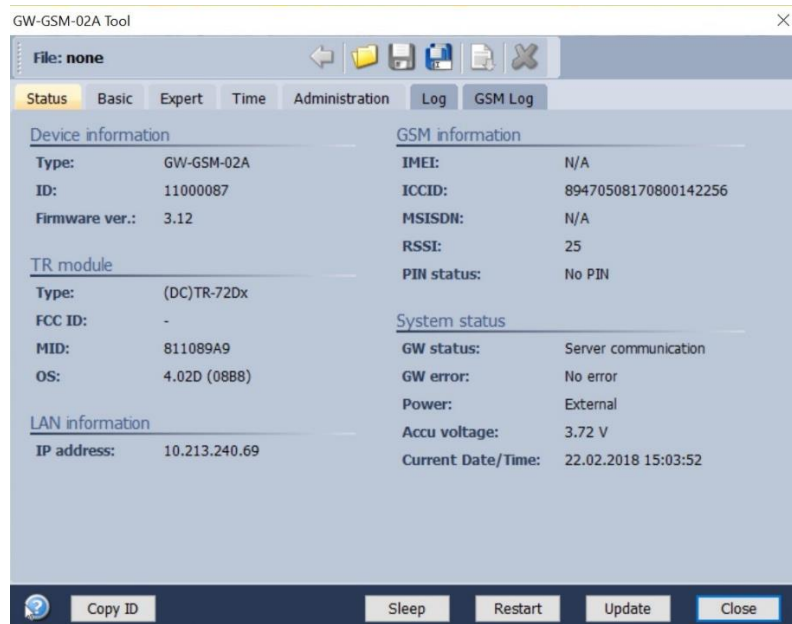 GW-GSM-02A Tool
File: none
Status Basic Expert Time Administration Log GSM Log
Device information
Type: GW-GSM-02A
ID: 11000087
Firmware ver.: 3.12
TR module
Type: (DC)TR-72Dx
FCC ID: -
MID: 811089A9
OS: 4.02D (08B8)
LAN information
IP address: 10.213.240.69
GSM information
IMEI: N/A
ICCID: 89470508170800142256
MSISDN: N/A
RSSI: 25
PIN status: No PIN
System status
GW status: Server communication
GW error: No error
Power: External
Accu voltage: 3.72 V
Current Date/Time: 22.02.2018 15:03:52
Copy ID Sleep Restart Update Close